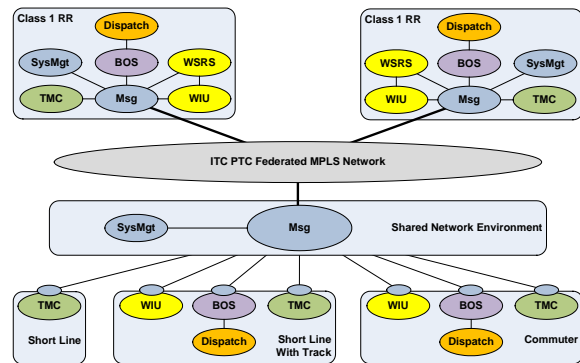 Class 1 RR
Dispatch
SysMgt
BOS
WSRS
TMC
Msg
WIU
Class 1 RR
Dispatch
WSRS
BOS
SysMgt
WIU
Msg
TMC
ITC PTC Federated MPLS Network
SysMgt
Msg
Shared Network Environment
TMC
Short Line
WIU
BOS
TMC
Dispatch
Short Line
With Track
WIU
BOS
TMC
Dispatch
Commuter